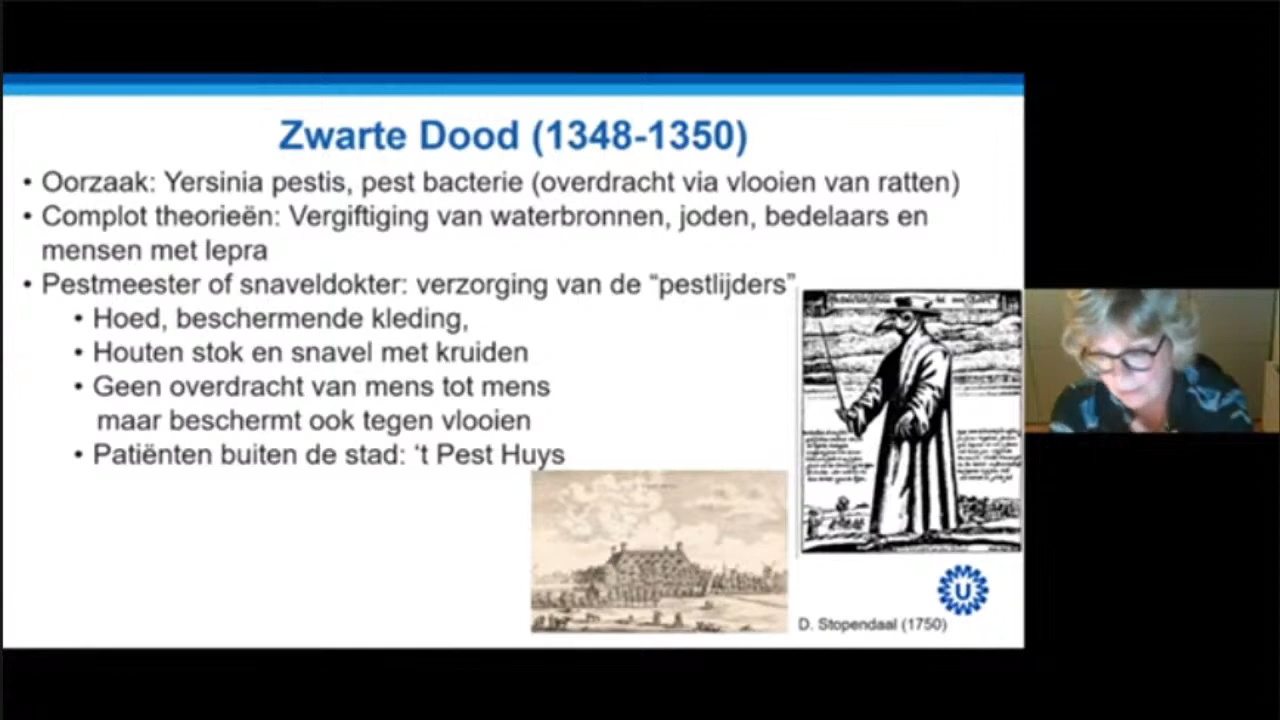 Zwarte Dood (1348-1350)
• Oorzaak: Yersinia pestis, pest bacterie (overdracht via vlooien van ratten)
• Complot theorieën: Vergiftiging van waterbronnen, joden, bedelaars en
mensen met lepra
• Pestmeester of snaveldokter: verzorging van de “pestlijders”
• Hoed, beschermende kleding,
• Houten stok en snavel met kruiden
• Geen overdracht van mens tot mens
maar beschermt ook tegen vlooien
• Patiënten buiten de stad: ‘t Pest Huys
U
D. Stopendaal (1750)